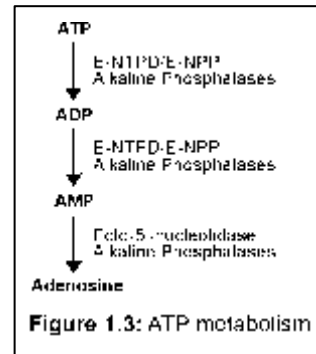 ATP
E-NTPD/E-NPP
Alkaline Phosphatases
ADP
E-NTPD-E-NPP
Alkaline Phosphatases
AMP
Ecto-5'-nucleotidase
Alkaline Phosphatases
Adenosine
Figure 1.3: ATP metabolism